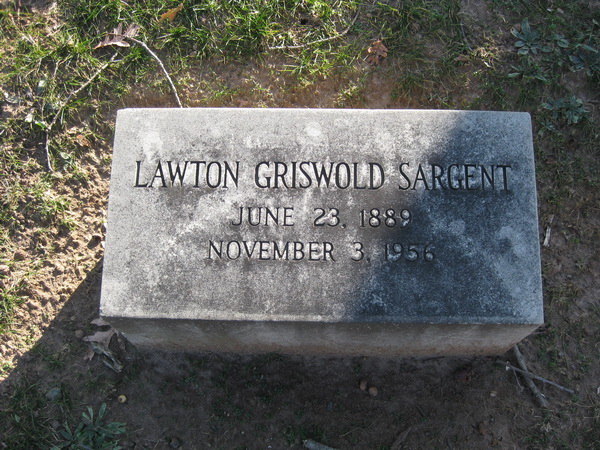 LAWTON GRISWOLD SARGENT
JUNE 23, 1889
NOVEMBER 3, 1956